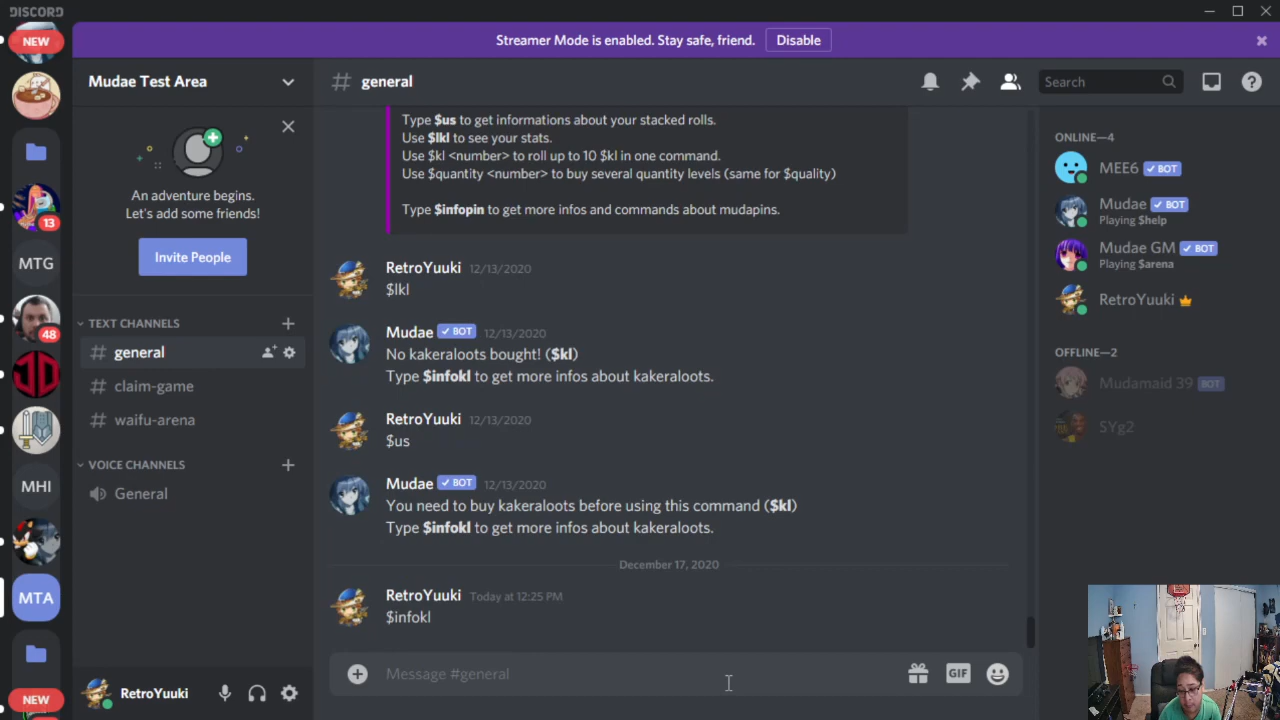 DISCORD
Streamer Mode is enabled. Stay safe, friend.
Disable
NEW
13
MTG
48
MHI
MTA
NEW
Mudae Test Area
An adventure begins.
Let's add some friends!
Invite People
TEXT CHANNELS
# general
# claim-game
# waifu-arena
VOICE CHANNELS
General
RetroYuuki
# general
Search
Type $us to get informations about your stacked rolls.
Use $lkl to see your stats.
Use $kl <number> to roll up to 10 $kl in one command.
Use $quantity <number> to buy several quantity levels (same for $quality)
Type $infopin to get more infos and commands about mudapins.
RetroYuuki 12/13/2020
$lkl
Mudae BOT 12/13/2020
No kakeraloots bought! ($kl)
Type $infokl to get more infos about kakeraloots.
RetroYuuki 12/13/2020
$us
Mudae BOT 12/13/2020
You need to buy kakeraloots before using this command ($kl)
Type $infokl to get more infos about kakeraloots.
December 17, 2020
RetroYuuki Today at 12:25 PM
$infokl
Message #general
GIF
ONLINE—4
MEE6 BOT
Mudae BOT
Playing $help
Mudae GM BOT
Playing $arena
RetroYuuki
OFFLINE—2
Mudamaid 39 BOT
SYg2